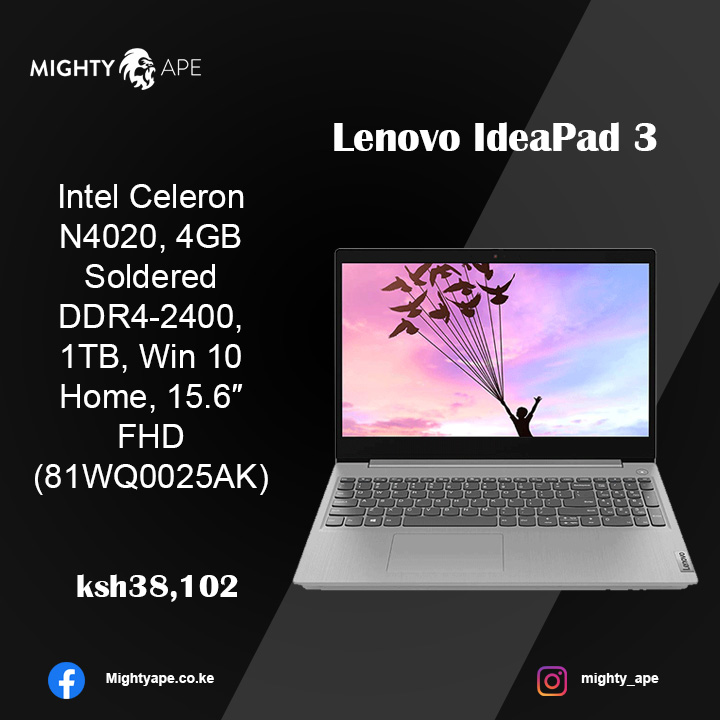 MIGHTY APE
Lenovo IdeaPad 3
Intel Celeron
N4020, 4GB
Soldered
DDR4-2400,
1TB, Win 10
Home, 15.6″
FHD
(81WQ0025AK)
Lenovo
ksh38,102
Mightyape.co.ke
mighty_ape